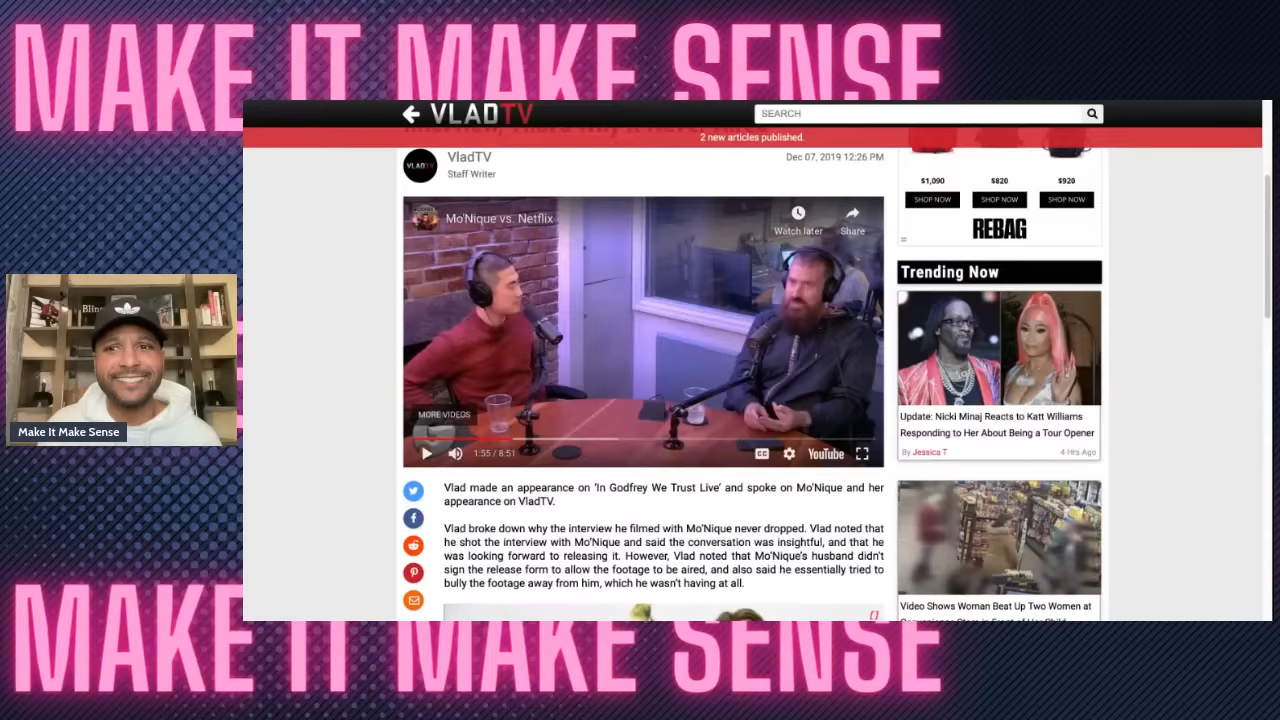 MAKE IT MAKE SENSE
VLADTV
SEARCH
2 new articles published.
VLADTV
VladTV
Staff Writer
Dec 07, 2019 12:26 PM
Mo'Nique vs. Netflix
Watch later
Share
MORE VIDEOS
1:55 / 8:51
CC
YouTube
Vlad made an appearance on 'In Godfrey We Trust Live' and spoke on Mo'Nique and her
appearance on VladTV.
Vlad broke down why the interview he filmed with Mo'Nique never dropped. Vlad noted that
he shot the interview with Mo'Nique and said the conversation was insightful, and that he
was looking forward to releasing it. However, Vlad noted that Mo'Nique's husband didn't
sign the release form to allow the footage to be aired, and also said he essentially tried to
bully the footage away from him, which he wasn't having at all.
$1,090
$820
$920
SHOP NOW
SHOP NOW
SHOP NOW
REBAG
Trending Now
Update: Nicki Minaj Reacts to Katt Williams
Responding to Her About Being a Tour Opener
By Jessica T
4 Hrs Ago
Video Shows Woman Beat Up Two Women at
Make It Make Sense
MAKE IT MAKE SENSE